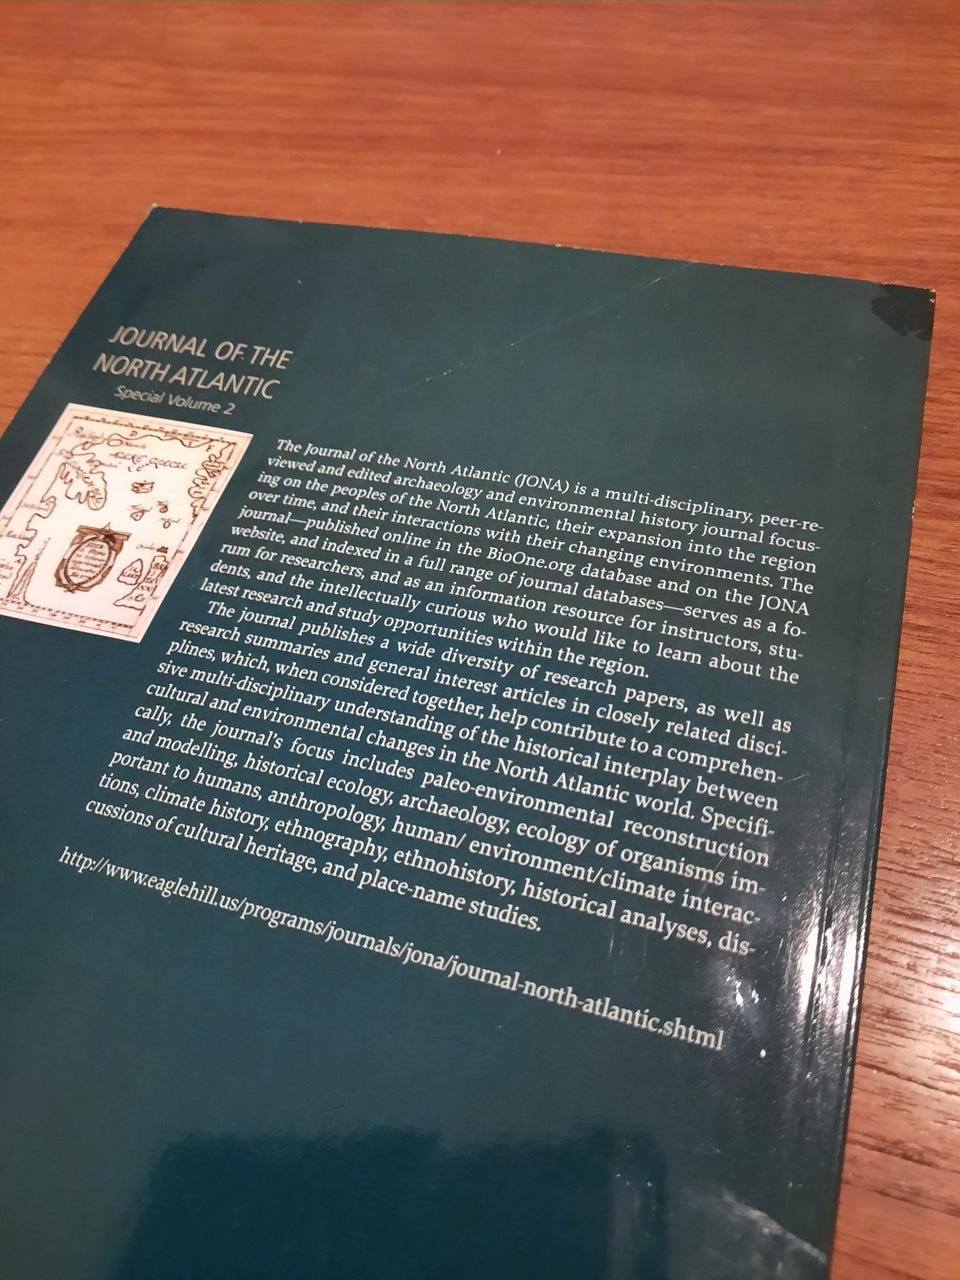 JOURNAL OF THE
NORTH ATLANTIC
Special Volume 2
The Journal of the North Atlantic (JONA) is a multi-disciplinary, peer-re-
viewed and edited archaeology and environmental history journal focus-
ing on the peoples of the North Atlantic, their expansion into the region
over time, and their interactions with their changing environments. The
journal—published online in the BioOne.org database and on the JONA
website, and indexed in a full range of journal databases—serves as a fo-
rum for researchers, and as an information resource for instructors, stu-
dents, and the intellectually curious who would like to learn about the
latest research and study opportunities within the region.
The journal publishes a wide diversity of research papers, as well as
research summaries and general interest articles in closely related disci-
plines, which, when considered together, help contribute to a comprehen-
sive multi-disciplinary understanding of the historical interplay between
cultural and environmental changes in the North Atlantic world. Specifi-
cally, the journal's focus includes paleo-environmental reconstruction
and modelling, historical ecology, archaeology, ecology of organisms im-
portant to humans, anthropology, human/ environment/climate interac-
tions, climate history, ethnography, ethnohistory, historical analyses, dis-
cussions of cultural heritage, and place-name studies.
http://www.eaglehill.us/programs/journals/jona/journal-north-atlantic.shtml